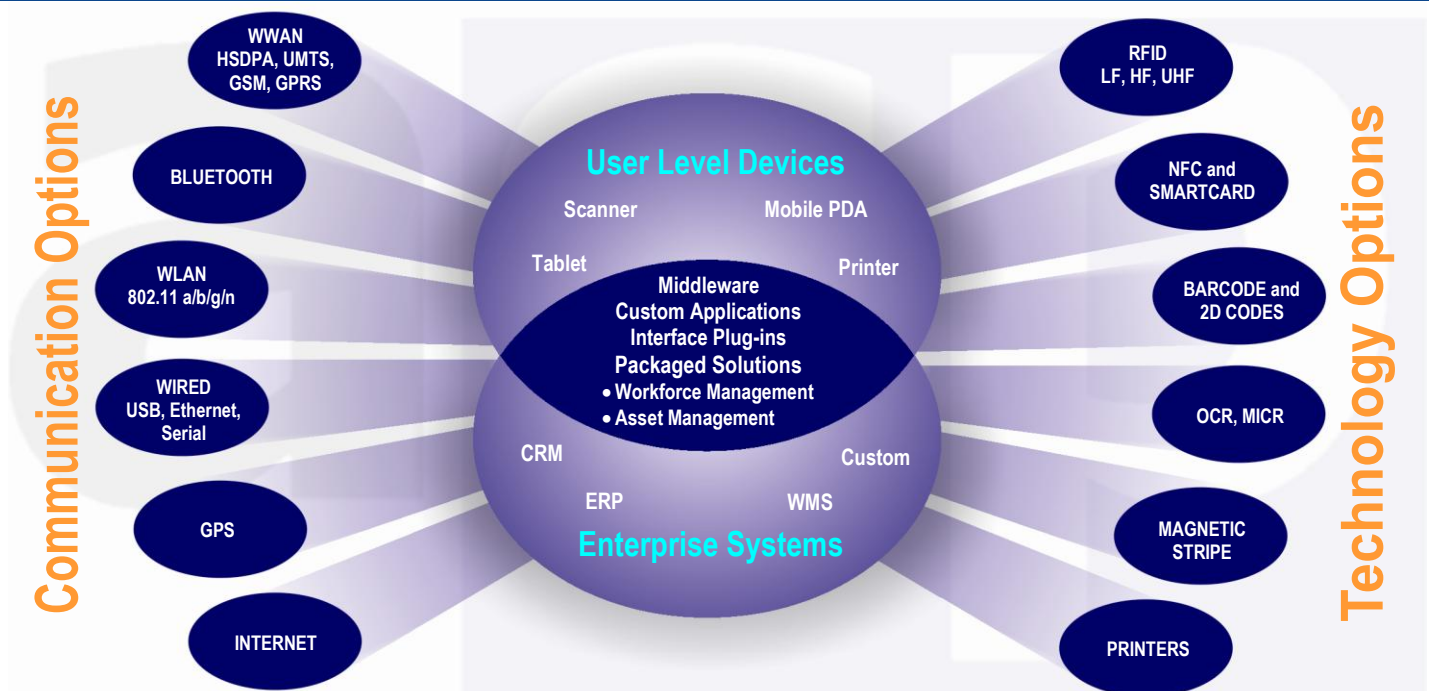 Communication Options
WWAN
HSDPA, UMTS,
GSM, GPRS
BLUETOOTH
WLAN
802.11 a/b/g/n
WIRED
USB, Ethernet,
Serial
GPS
INTERNET
User Level Devices
Scanner
Mobile PDA
Tablet
Printer
Middleware
Custom Applications
Interface Plug-ins
Packaged Solutions
• Workforce Management
• Asset Management
CRM
Custom
ERP
WMS
Enterprise Systems
RFID
LF, HF, UHF
NFC and
SMARTCARD
BARCODE and
2D CODES
OCR, MICR
MAGNETIC
STRIPE
PRINTERS
Technology Options